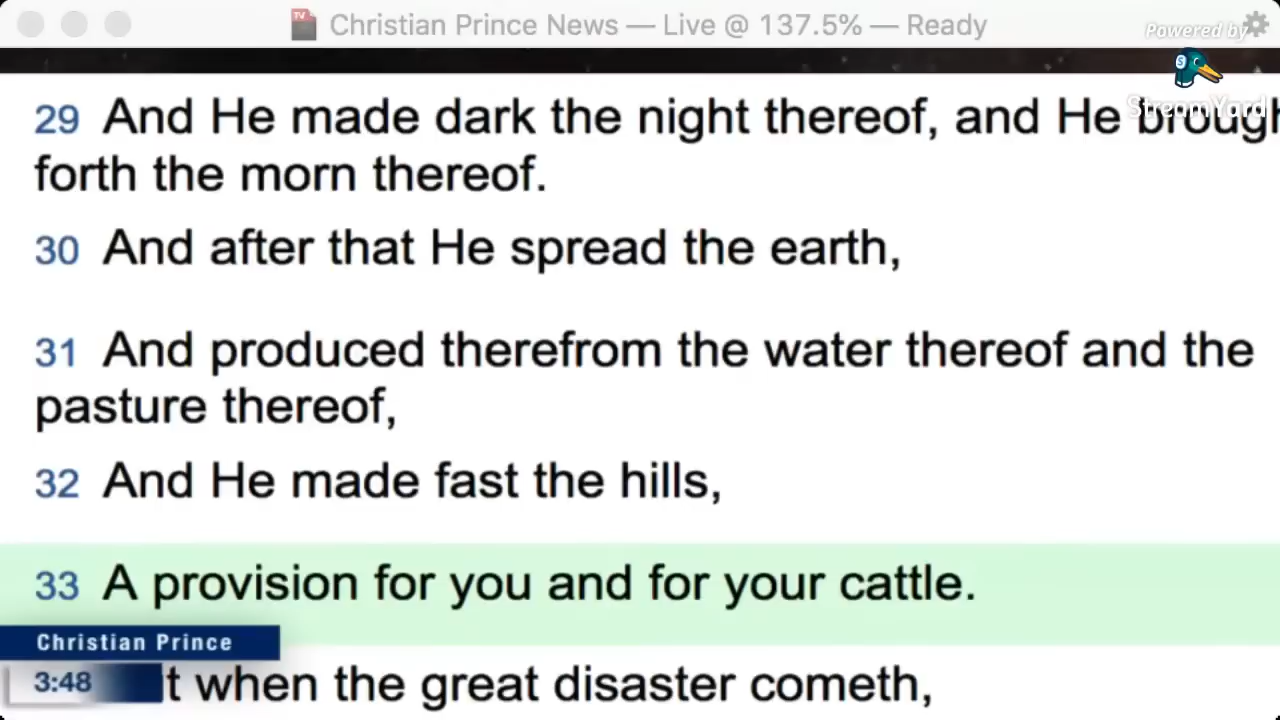 Christian Prince News — Live @ 137.5% — Ready
Powered by
StreamYard
29 And He made dark the night thereof, and He brough
forth the morn thereof.
30 And after that He spread the earth,
31 And produced therefrom the water thereof and the
pasture thereof,
32 And He made fast the hills,
33 A provision for you and for your cattle.
Christian Prince
3:48
t when the great disaster cometh,